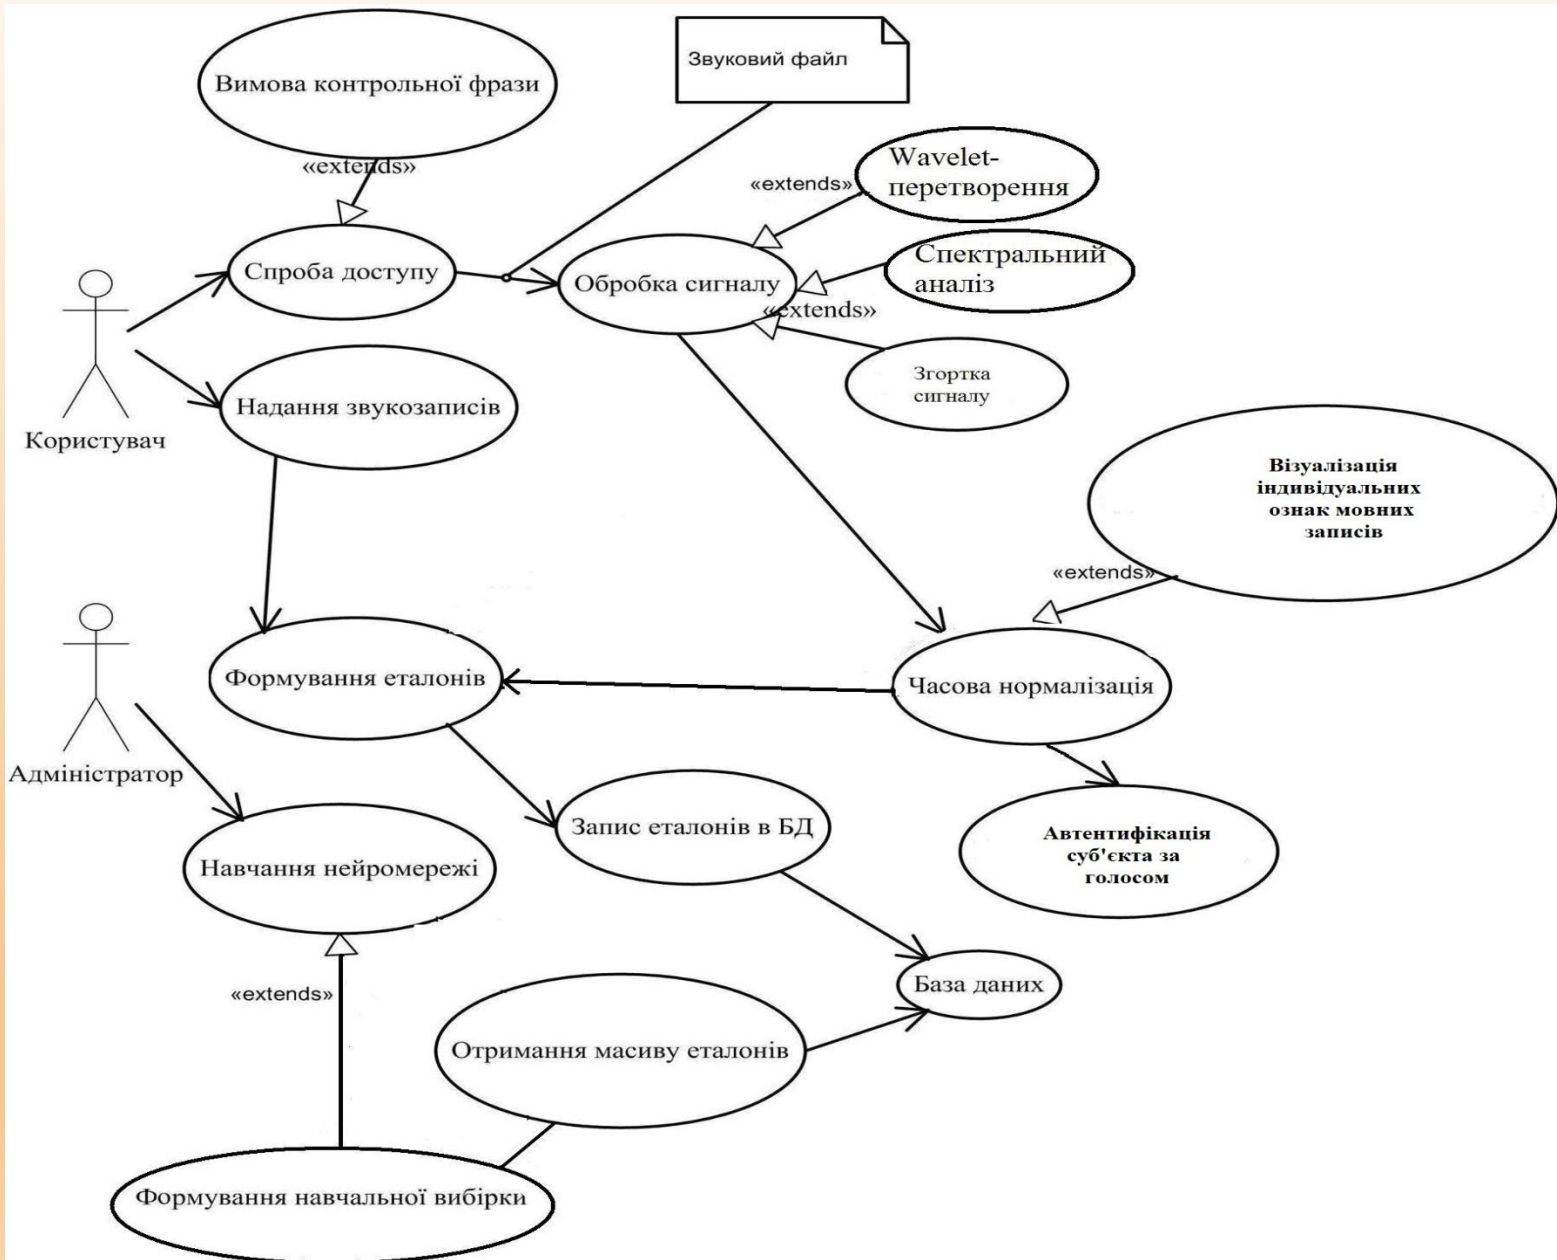 Вимова контрольної фрази
Звуковий файл
«extends»
Wavelet-
перетворення
«extends»
Спроба доступу
Обробка сигналу
Спектральний
аналіз
«extends»
Згортка
сигналу
Надання звукозаписів
Користувач
Візуалізація
індивідуальних
ознак мовних
записів
«extends»
Формування еталонів
Часова нормалізація
Адміністратор
Запис еталонів в БД
Автентифікація
суб'єкта за
голосом
Навчання нейромережі
База даних
«extends»
Отримання масиву еталонів
Формування навчальної вибірки